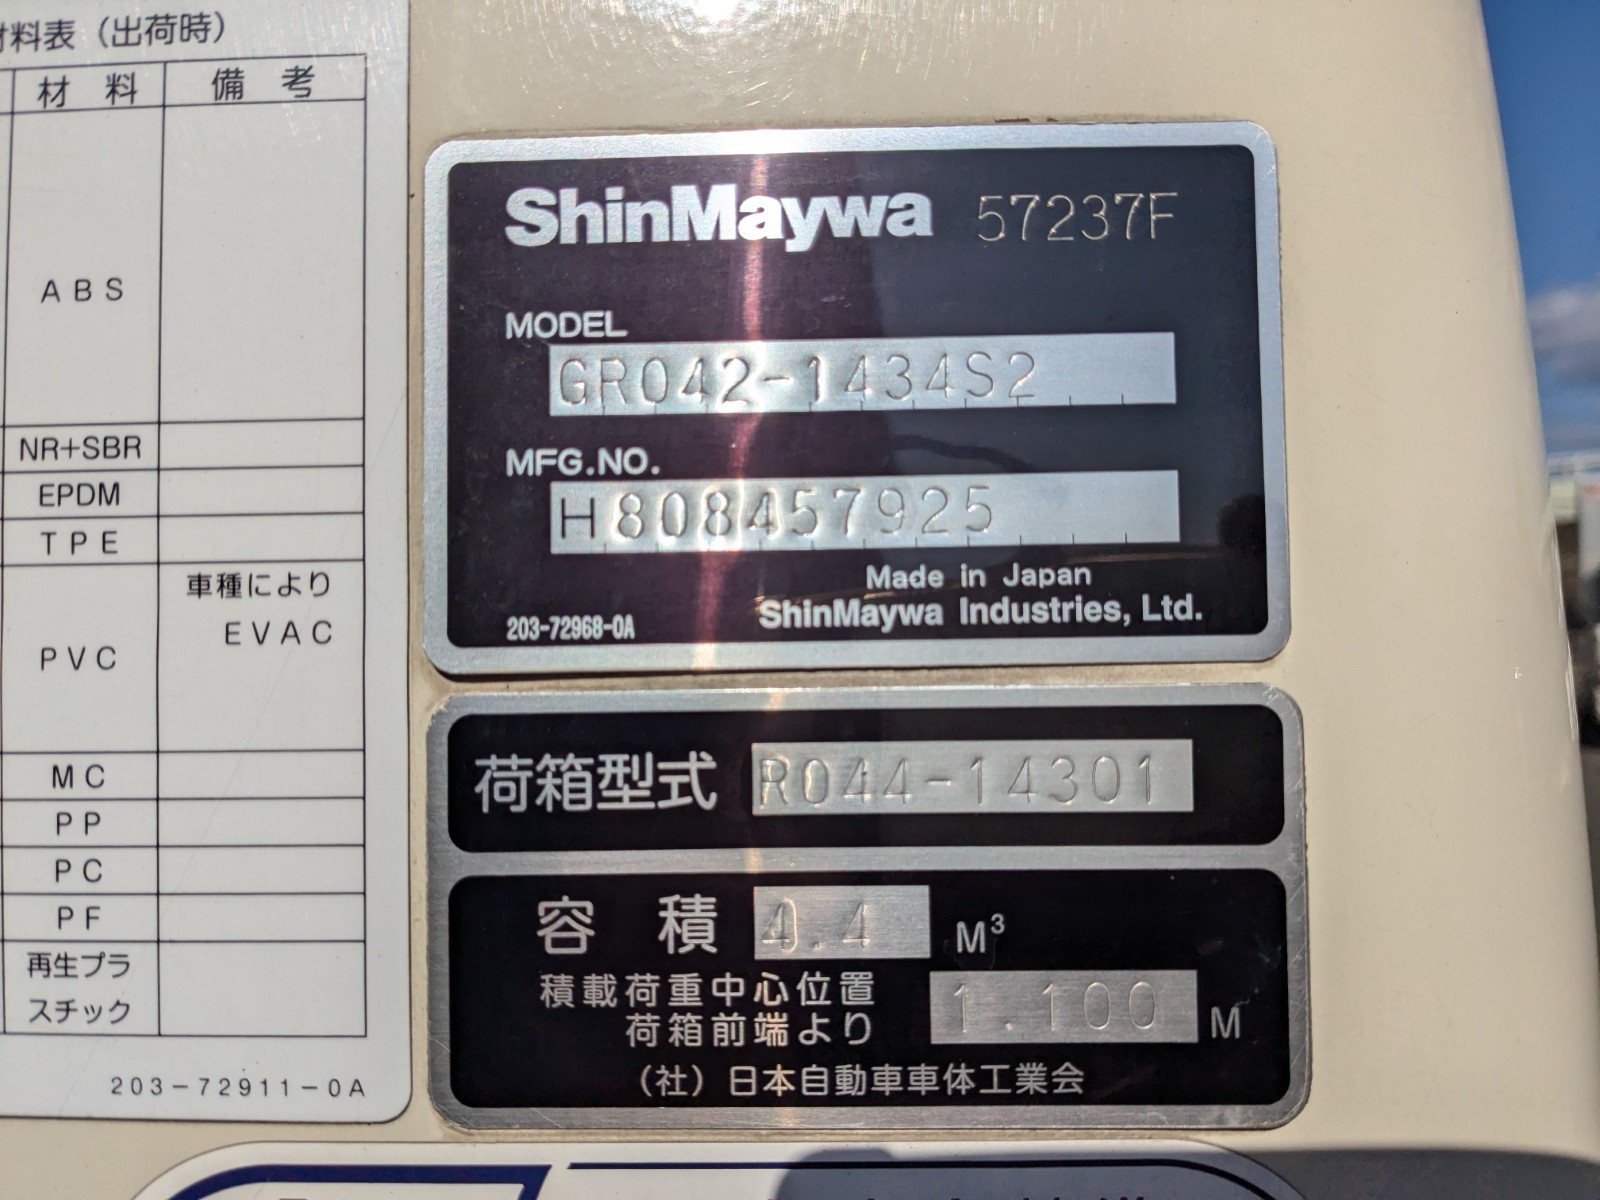 材料表（出荷時）
材料 備考
ABS
NR+SBR
EPDM
TPE
PVC 車種により
EVAC
MC
PP
PC
PF
再生プラ
スチック
203-72911-0A
ShinMaywa 57237F
MODEL
GR042-1434S2
MFG.NO.
H808457925
Made in Japan
203-72968-0A ShinMaywa Industries, Ltd.
荷箱型式 R044-14301
容積 4.4 M³
積載荷重中心位置
荷箱前端より 1.100 M
（社）日本自動車車体工業会